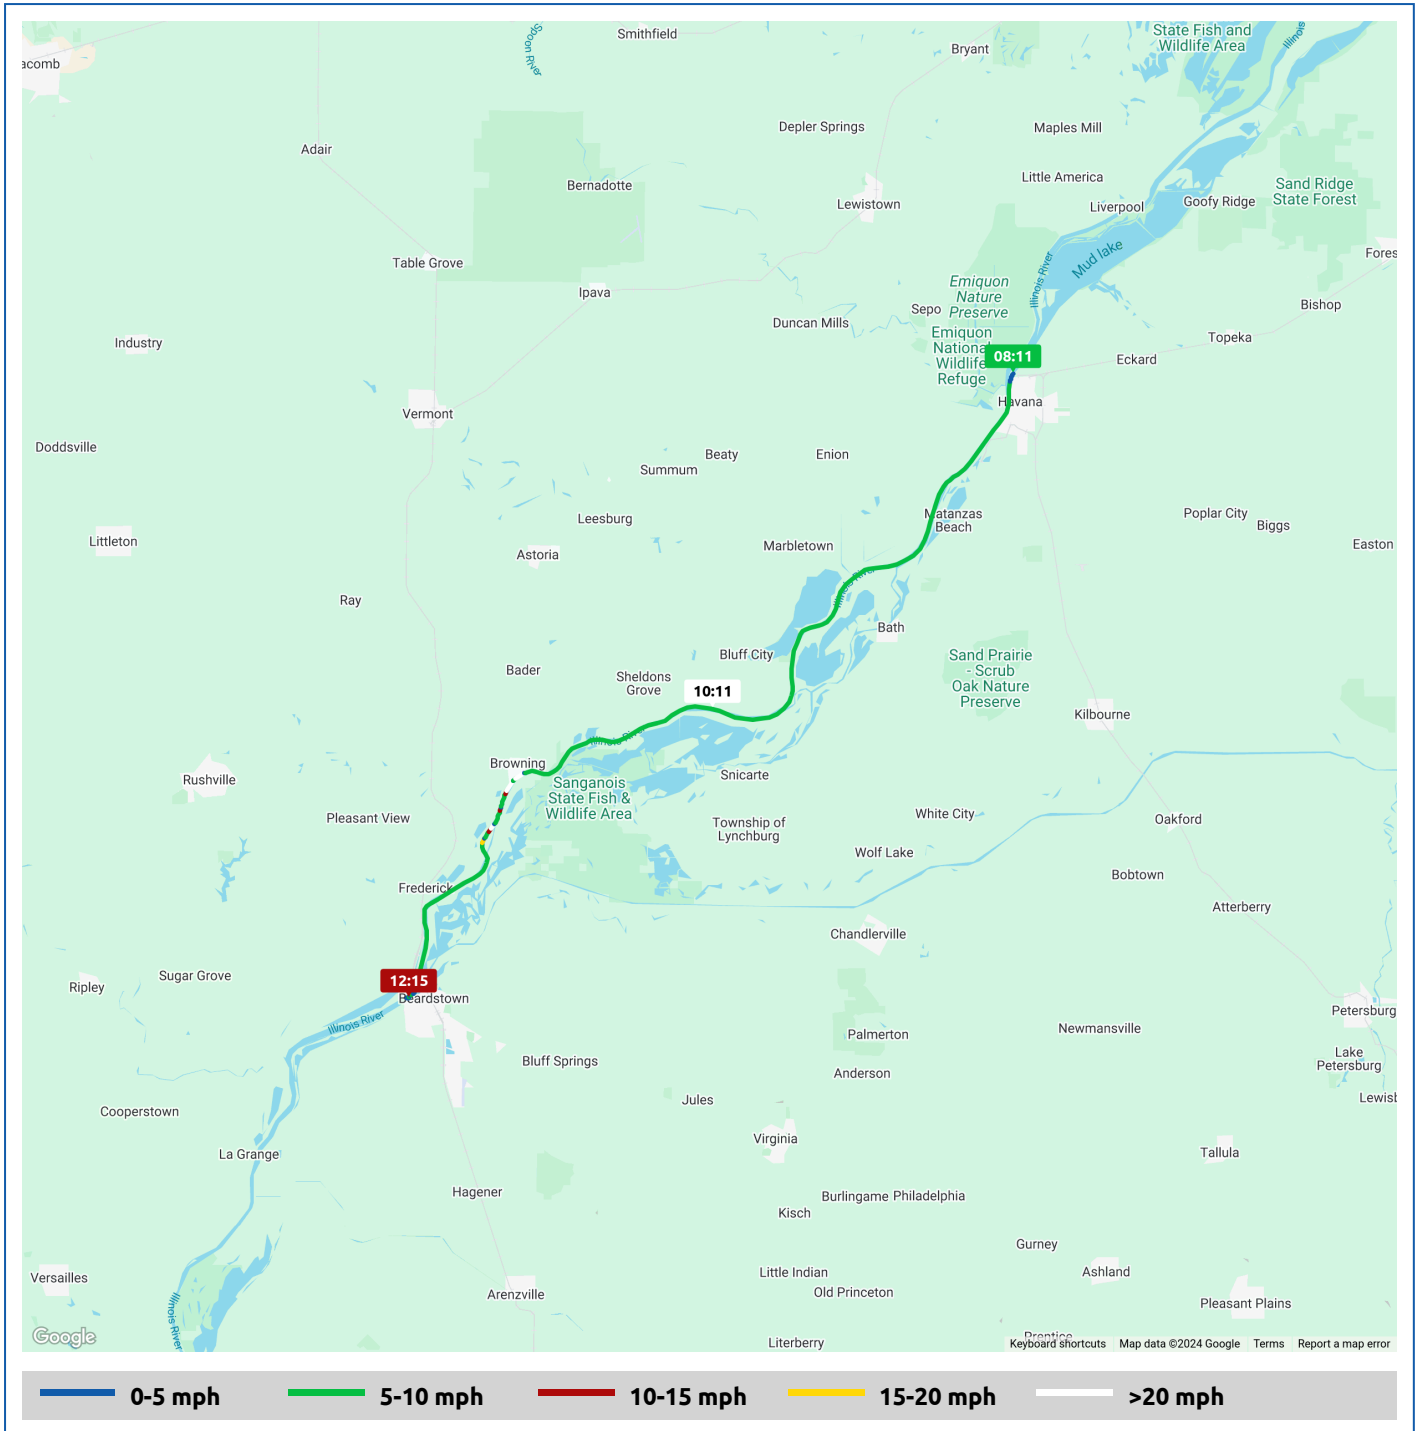 Smithfield
Spoon River
State Fish and
Wildlife Area
Illinois
Bryant
acomb
Depler Springs
Maples Mill
Adair
Little America
Bernadotte
Sand Ridge
State Forest
Lewistown
Liverpool
Goofy Ridge
Mud lake
Illinois River
Fores
Table Grove
Ipava
Emiquon
Nature
Preserve
Sepo
Bishop
Duncan Mills
Emiquon
National
Wildlife
Refuge
08:11
Topeka
Industry
Eckard
Havana
Vermont
Doddsville
Beaty
Enion
Summum
Leesburg
Matanzas
Beach
Poplar City
Biggs
Littleton
Marbletown
Easton
Astoria
Illinois River
Ray
Bath
Bluff City
Sand Prairie
- Scrub
Oak Nature
Preserve
Bader
Sheldons
Grove
10:11
Kilbourne
Illinois River
Browning
Snicarte
Rushville
Sanganois
State Fish &
Wildlife Area
Pleasant View
Township of
Lynchburg
White City
Oakford
Wolf Lake
Bobtown
Frederick
Atterberry
Chandlerville
Sugar Grove
12:15
Ripley
Beardstown
Illinois River
Petersburg
Newmansville
Palmerton
Bluff Springs
Lake
Petersburg
Anderson
Jules
Lewisb
Cooperstown
Virginia
La Grange
Tallula
Hagener
Burlingame
Philadelphia
Kisch
Gurney
Versailles
Little Indian
Ashland
Old Princeton
Arenzville
Pleasant Plains
Illinois River
Google
Literberry
Prentice
Keyboard shortcuts
Map data ©2024 Google
Terms
Report a map error
0-5 mph
5-10 mph
10-15 mph
15-20 mph
>20 mph